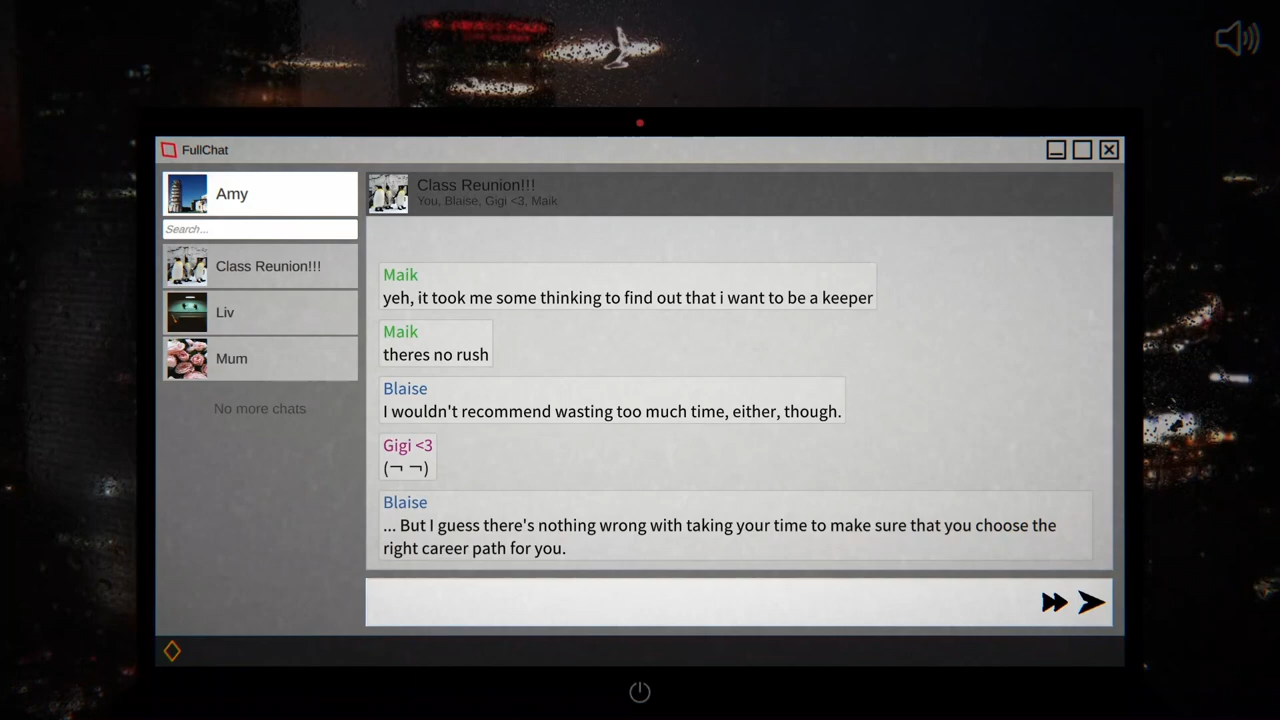 FullChat
Amy
Search...
Class Reunion!!!
Liv
Mum
No more chats
Class Reunion!!!
You, Blaise, Gigi <3, Maik
Maik
yeh, it took me some thinking to find out that i want to be a keeper
Maik
theres no rush
Blaise
I wouldn't recommend wasting too much time, either, though.
Gigi <3
(¬ ¬)
Blaise
... But I guess there's nothing wrong with taking your time to make sure that you choose the
right career path for you.